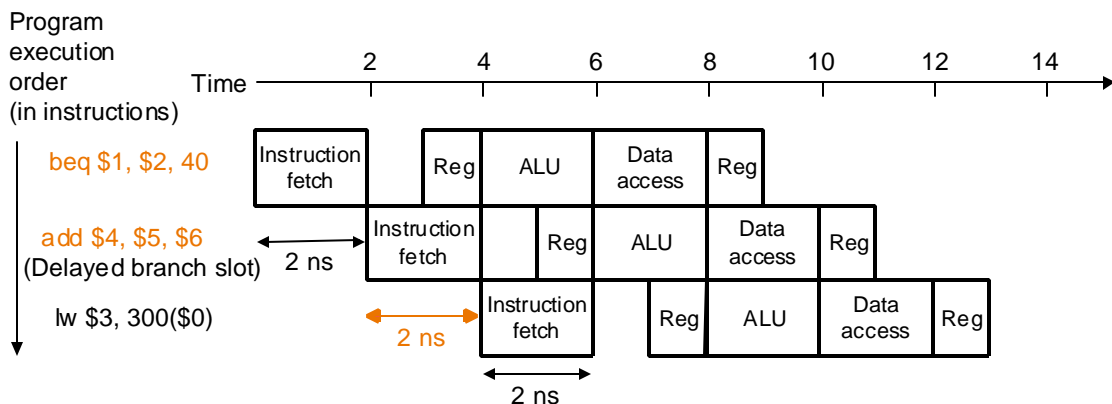 Program
execution
order
(in instructions)
Time
2
4
6
8
10
12
14
beq $1, $2, 40
Instruction
fetch
Reg
ALU
Data
access
Reg
add $4, $5, $6
(Delayed branch slot)
2 ns
Instruction
fetch
Reg
ALU
Data
access
Reg
lw $3, 300($0)
2 ns
Instruction
fetch
Reg
ALU
Data
access
Reg
2 ns